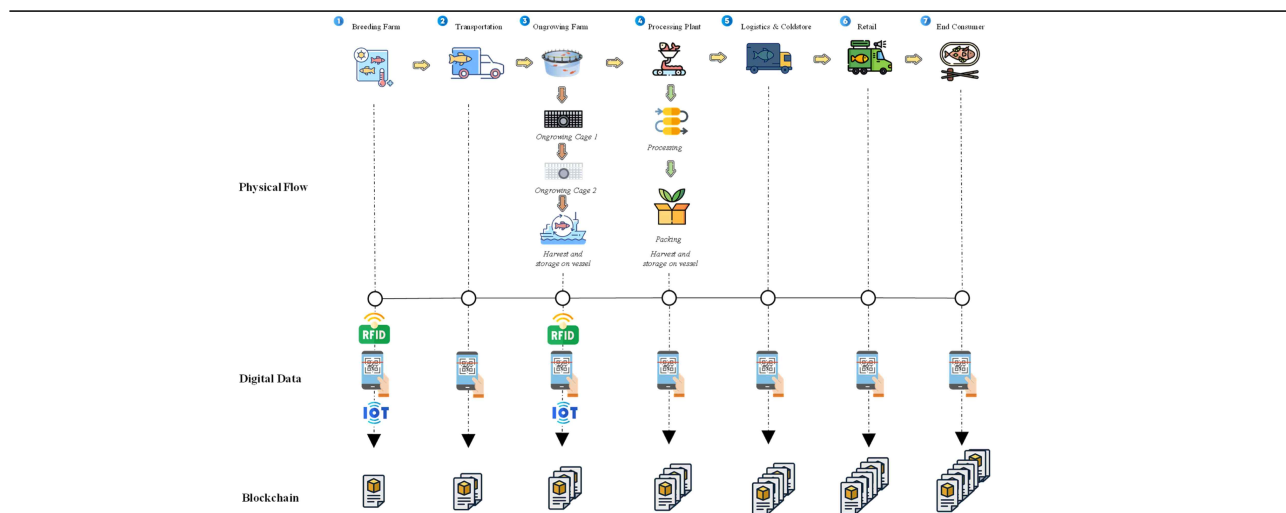 1 Breeding Farm
2 Transportation
3 Ongrowing Farm
4 Processing Plant
5 Logistics & Coldstore
6 Retail
7 End Consumer
Ongrowing Cage 1
Processing
Physical Flow
Ongrowing Cage 2
Packing
Harvest and
storage on vessel
Harvest and
storage on vessel
RFID
RFID
Digital Data
IOT
IOT
Blockchain